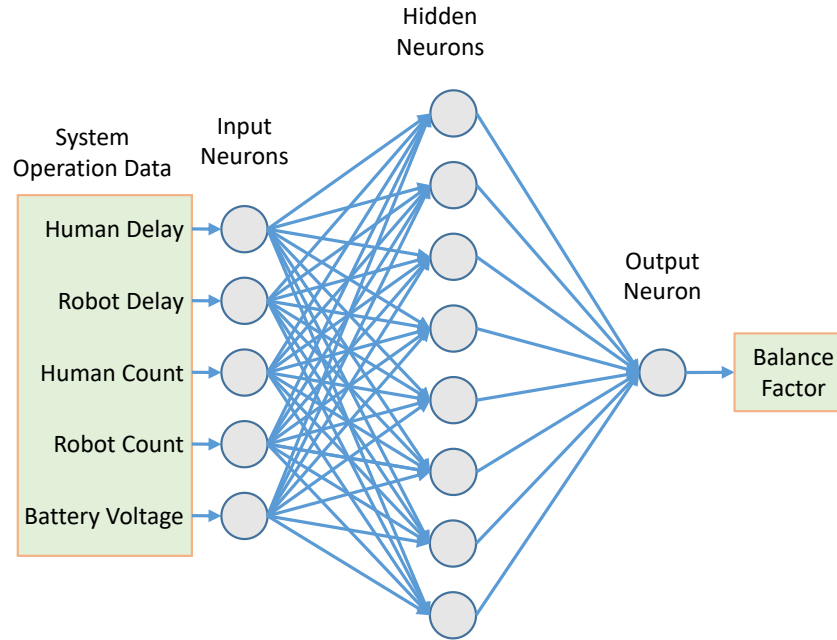 Hidden
Neurons
System
Operation Data
Input
Neurons
Human Delay
Robot Delay
Human Count
Robot Count
Battery Voltage
Output
Neuron
Balance
Factor